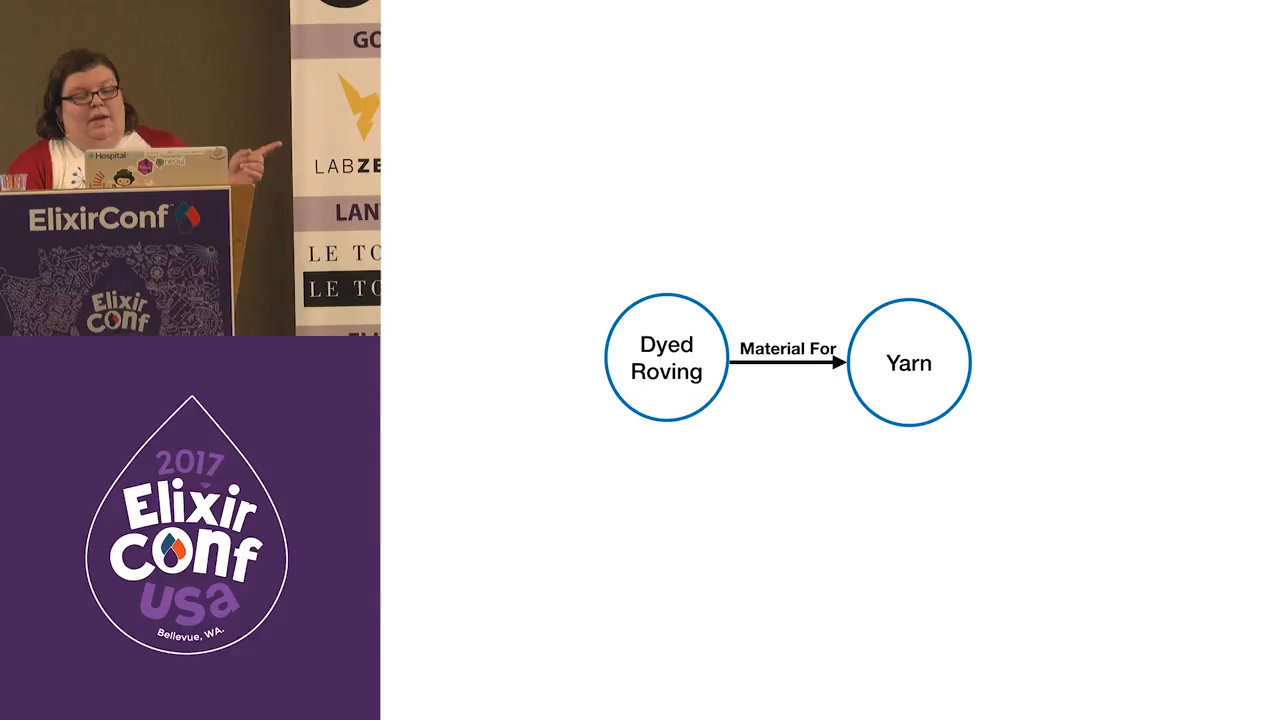 GO
LABZE
LAN
LE TO
LE TO
Hospital
ElixirConf
Elixir
Conf
2017
Elixir
Conf
USA
Bellevue, WA.
Dyed
Roving
Material For
Yarn